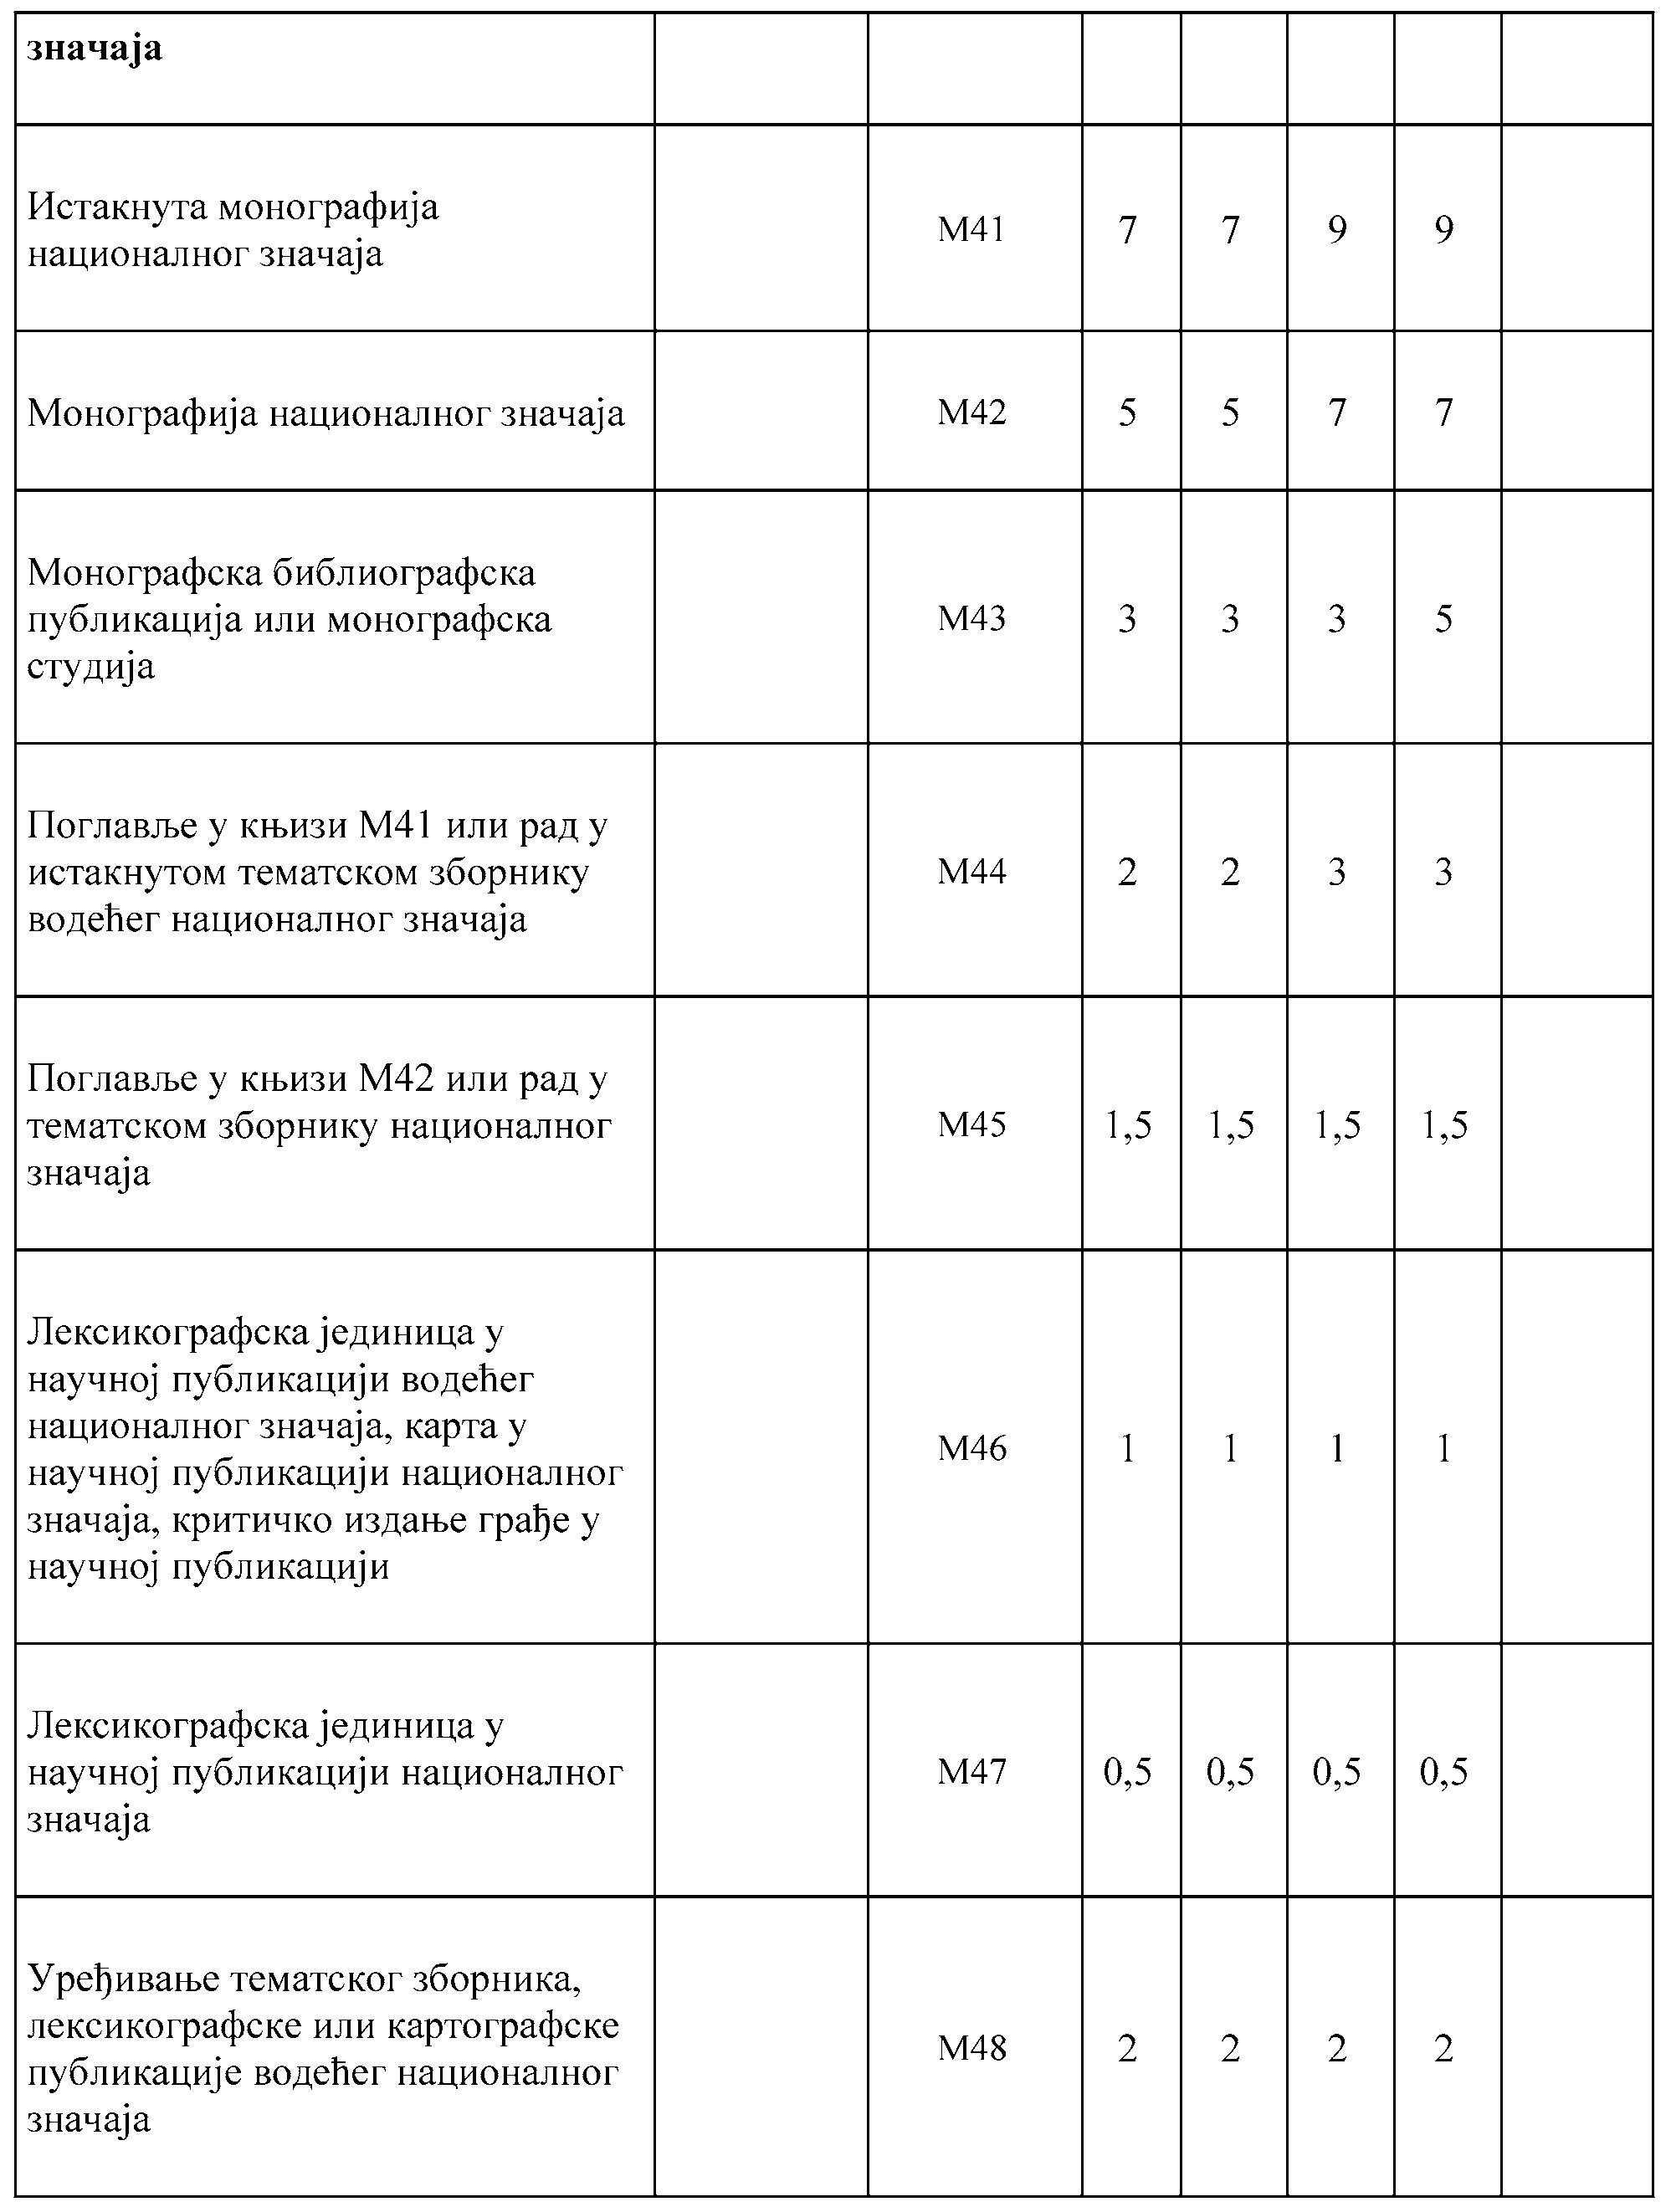 значаја
Истакнута монографија
националног значаја
М41 7 7 9 9
Монографија националног значаја М42 5 5 7 7
Монографска библиографска
публикација или монографска
студија
М43 3 3 3 5
Поглавље у књизи М41 или рад у
истакнутом тематском зборнику
водећег националног значаја
М44 2 2 3 3
Поглавље у књизи М42 или рад у
тематском зборнику националног
значаја
М45 1,5 1,5 1,5 1,5
Лексикографска јединица у
научној публикацији водећег
националног значаја, карта у
научној публикацији националног
значаја, критичко издање грађе у
научној публикацији
М46 1 1 1 1
Лексикографска јединица у
научној публикацији националног
значаја
М47 0,5 0,5 0,5 0,5
Уређивање тематског зборника,
лексикографске или картографске
публикације водећег националног
значаја
М48 2 2 2 2